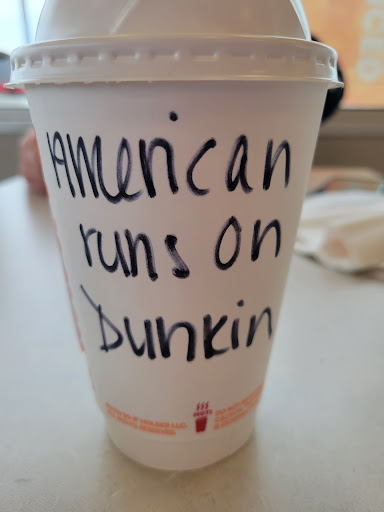 American
runs on
Dunkin